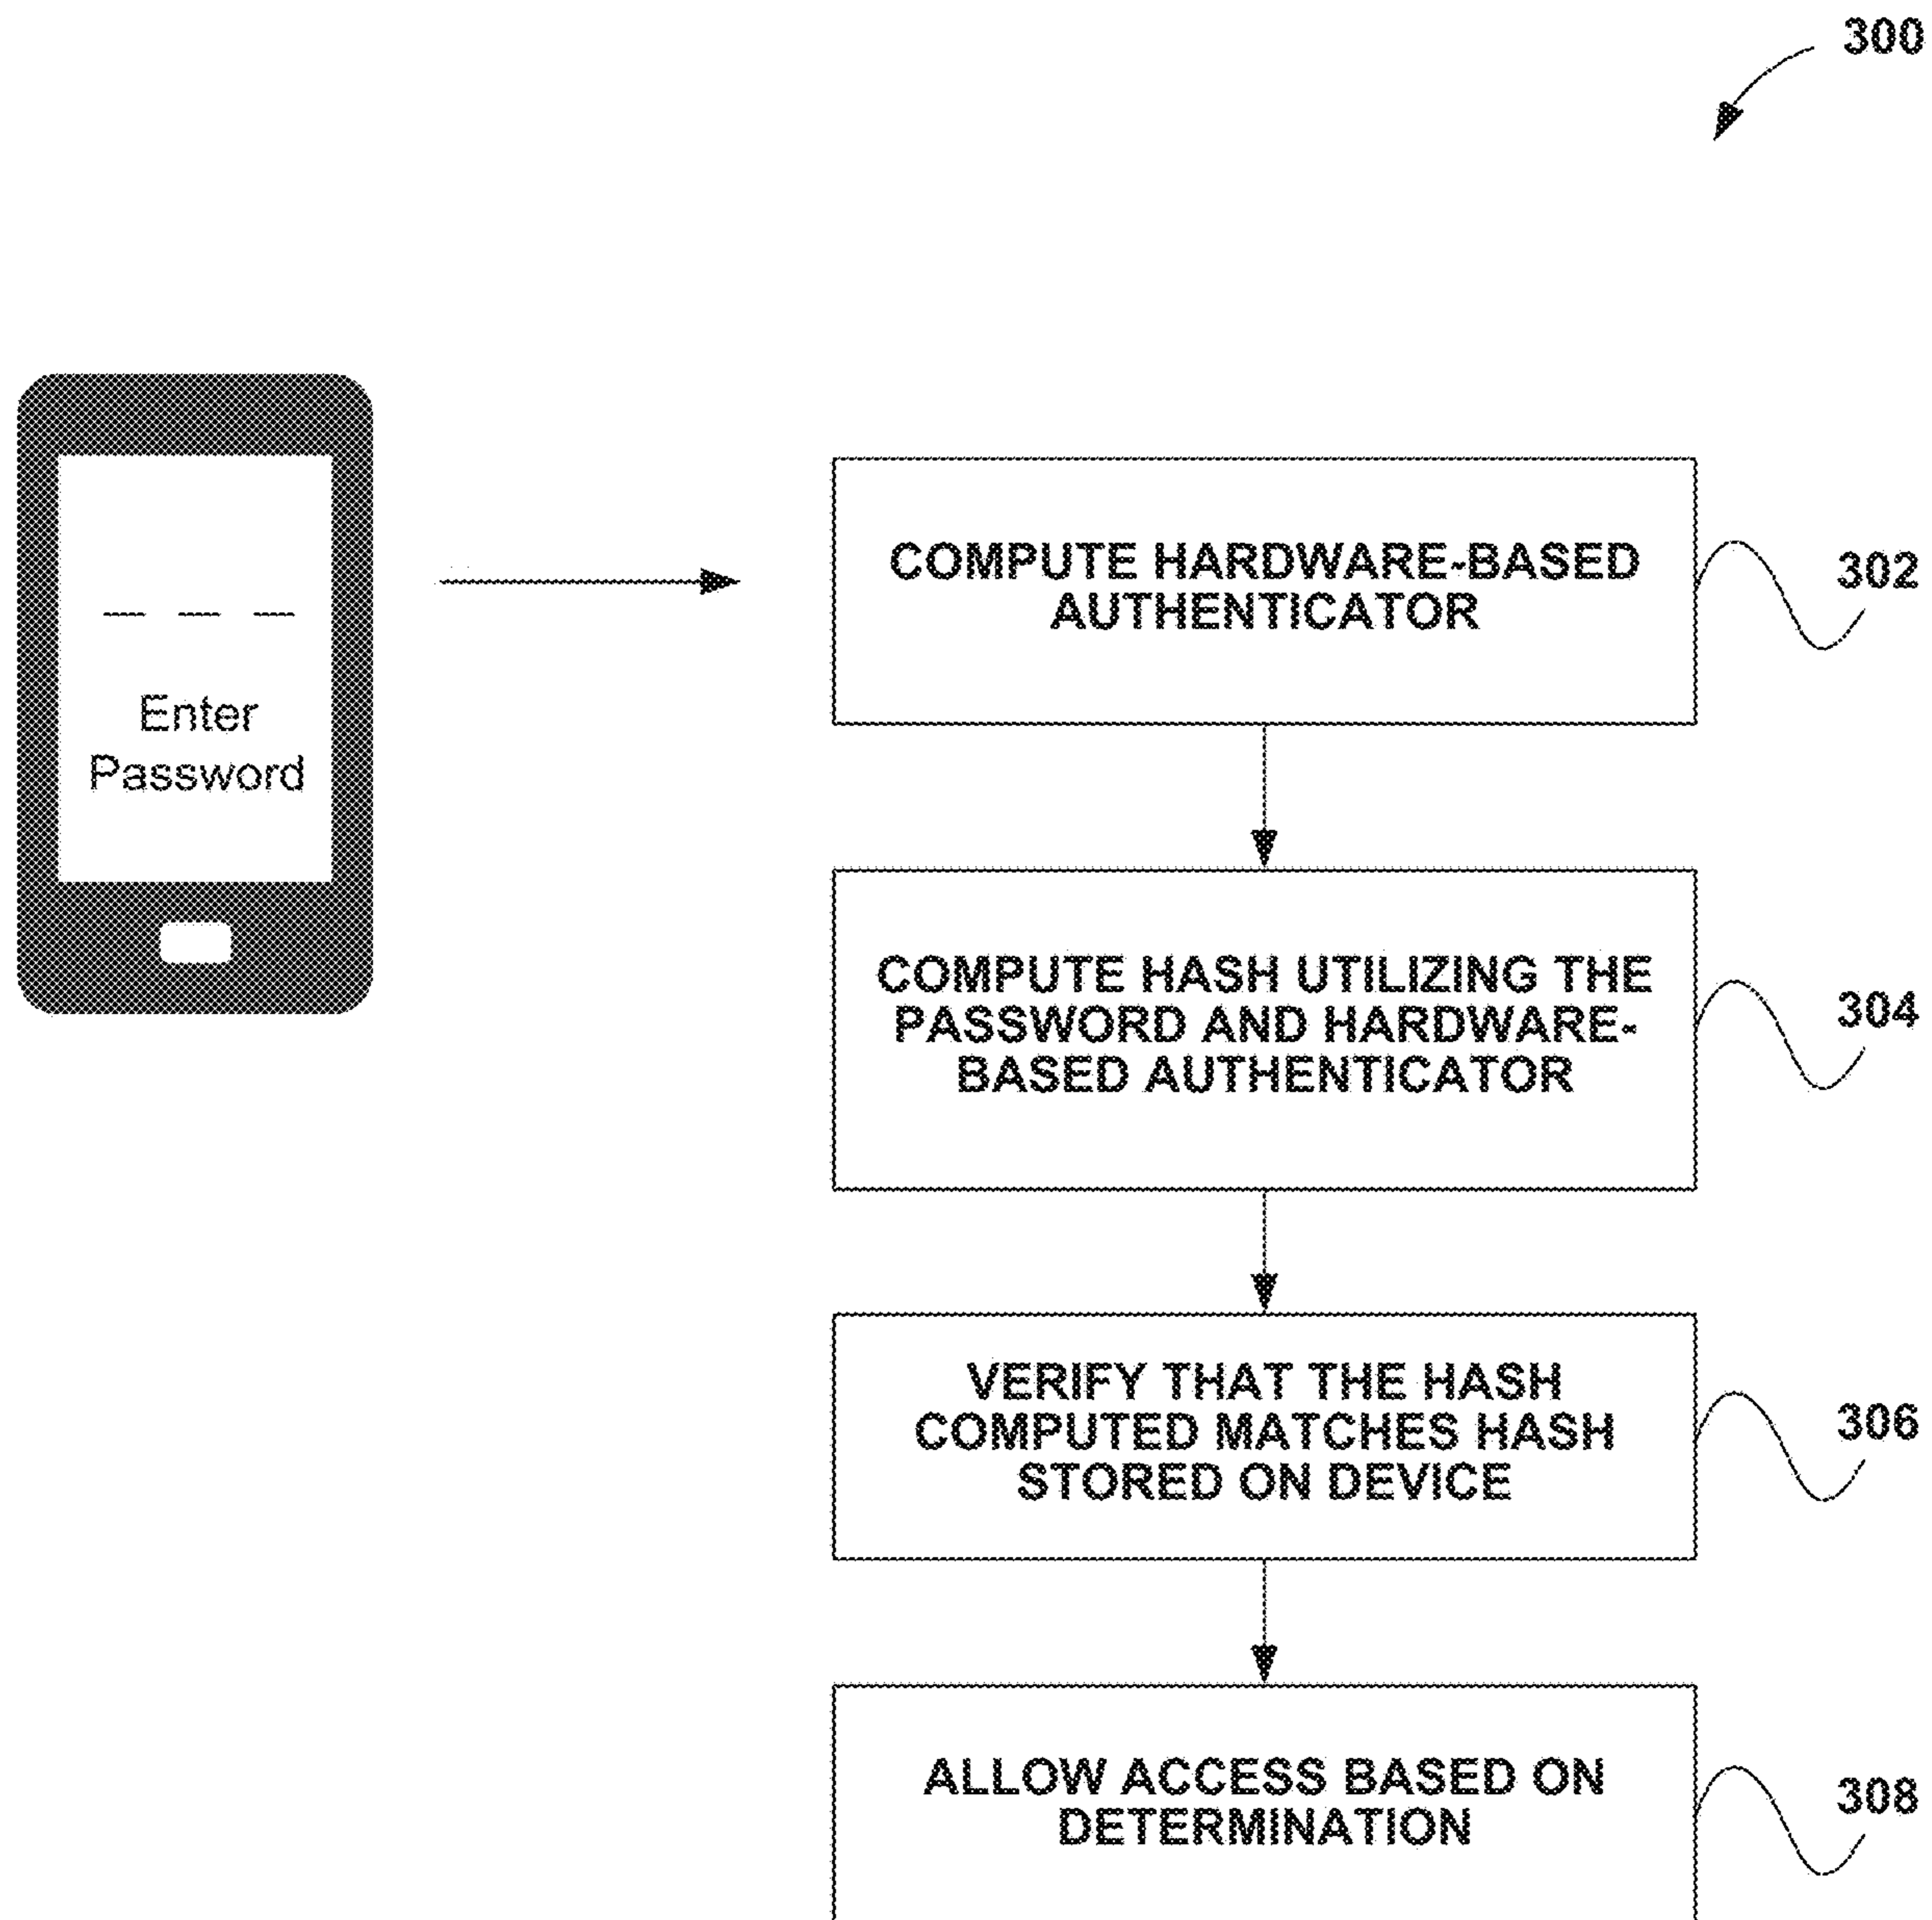 300
Enter
Password
COMPUTE HARDWARE-BASED
AUTHENTICATOR
302
COMPUTE HASH UTILIZING THE
PASSWORD AND HARDWARE-
BASED AUTHENTICATOR
304
VERIFY THAT THE HASH
COMPUTED MATCHES HASH
STORED ON DEVICE
306
ALLOW ACCESS BASED ON
DETERMINATION
308